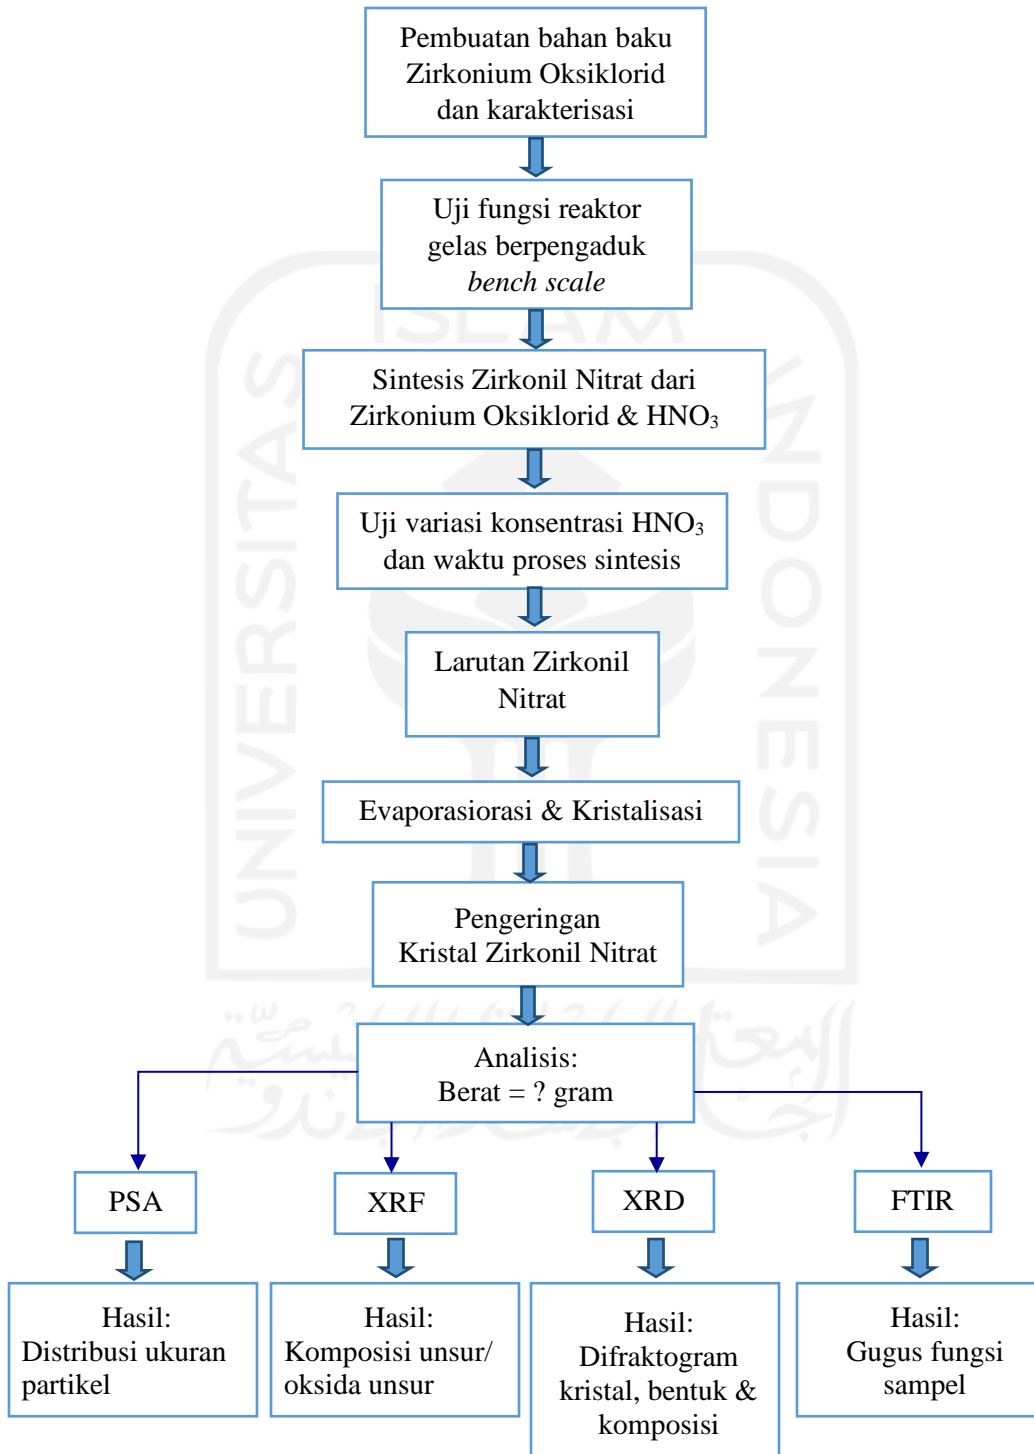 Pembuatan bahan baku
Zirkonium Oksiklorid
dan karakterisasi
Uji fungsi reaktor
gelas berpengaduk
bench scale
Sintesis Zirkonil Nitrat dari
Zirkonium Oksiklorid & HNO₃
Uji variasi konsentrasi HNO₃
dan waktu proses sintesis
Larutan Zirkonil
Nitrat
Evaporasiorasi & Kristalisasi
Pengeringan
Kristal Zirkonil Nitrat
Analisis:
Berat = ? gram
PSA
XRF
XRD
FTIR
Hasil:
Distribusi ukuran
partikel
Hasil:
Komposisi unsur/
oksida unsur
Hasil:
Difraktogram
kristal, bentuk &
komposisi
Hasil:
Gugus fungsi
sampel
UNIVERSITAS
ISLAM
INDONESIA